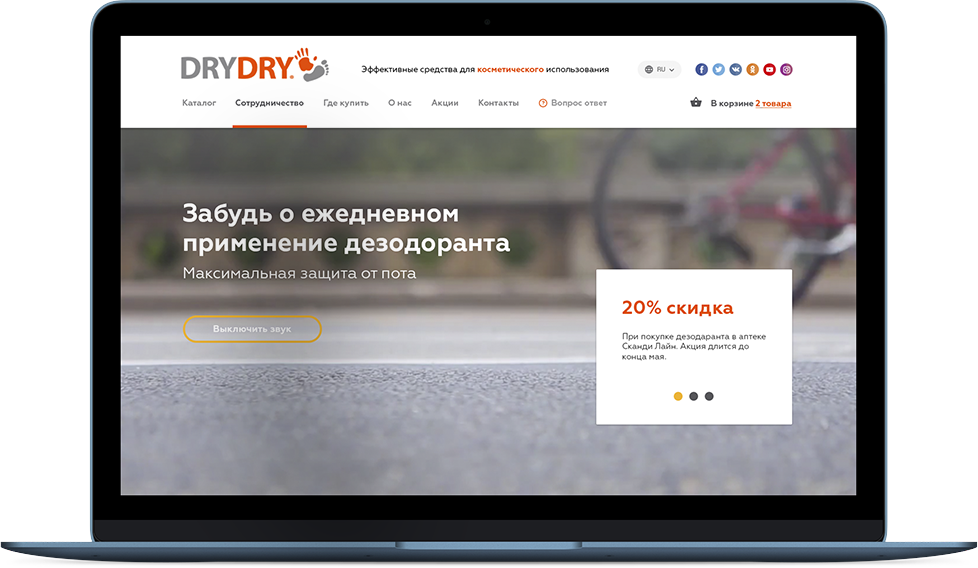 DRYDRY
Эффективные средства для косметического использования
RU
Каталог
Сотрудничество
Где купить
О нас
Акции
Контакты
Вопрос ответ
В корзине 2 товара
Забудь о ежедневном
применение дезодоранта
Максимальная защита от пота
Выключить звук
20% скидка
При покупке дезодаранта в аптеке
Сканди Лайн. Акция длится до
конца мая.